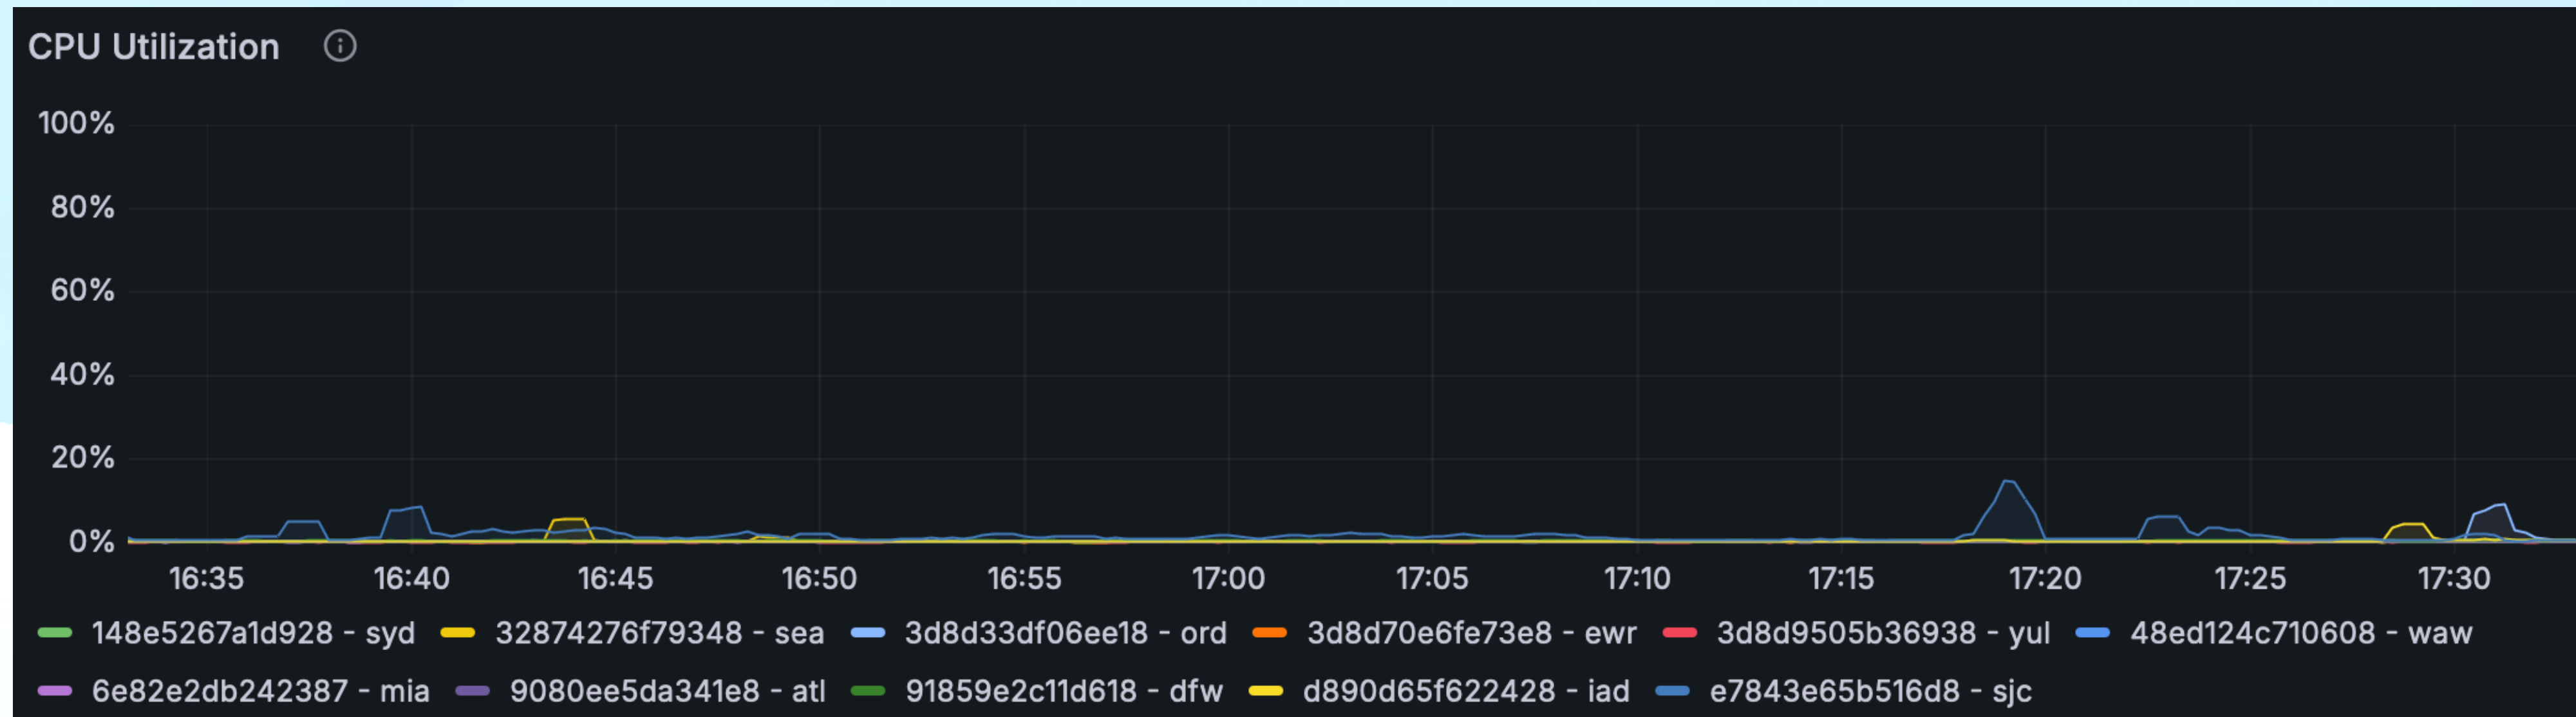 CPU Utilization
100%
80%
60%
40%
20%
0%
16:35 16:40 16:45 16:50 16:55 17:00 17:05 17:10 17:15 17:20 17:25 17:30
148e5267a1d928 - syd 32874276f79348 - sea 3d8d33df06ee18 - ord 3d8d70e6fe73e8 - ewr 3d8d9505b36938 - yul 48ed124c710608 - waw
6e82e2db242387 - mia 9080ee5da341e8 - atl 91859e2c11d618 - dfw d890d65f622428 - iad e7843e65b516d8 - sjc